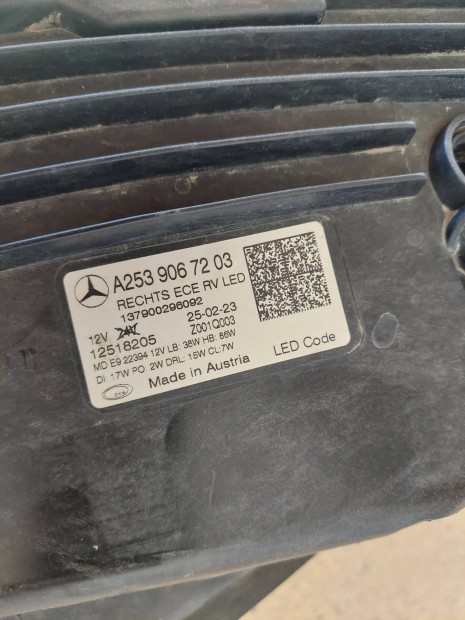 A253 906 72 03
RECHTS ECE RV LED
137900296092
12V 24V 25-02-23
12518205 Z001Q003
MD E9 22394 12V LB: 38W HB: 86W
DI: 17W PO: 2W DRL: 15W CL:7W
Made in Austria LED Code